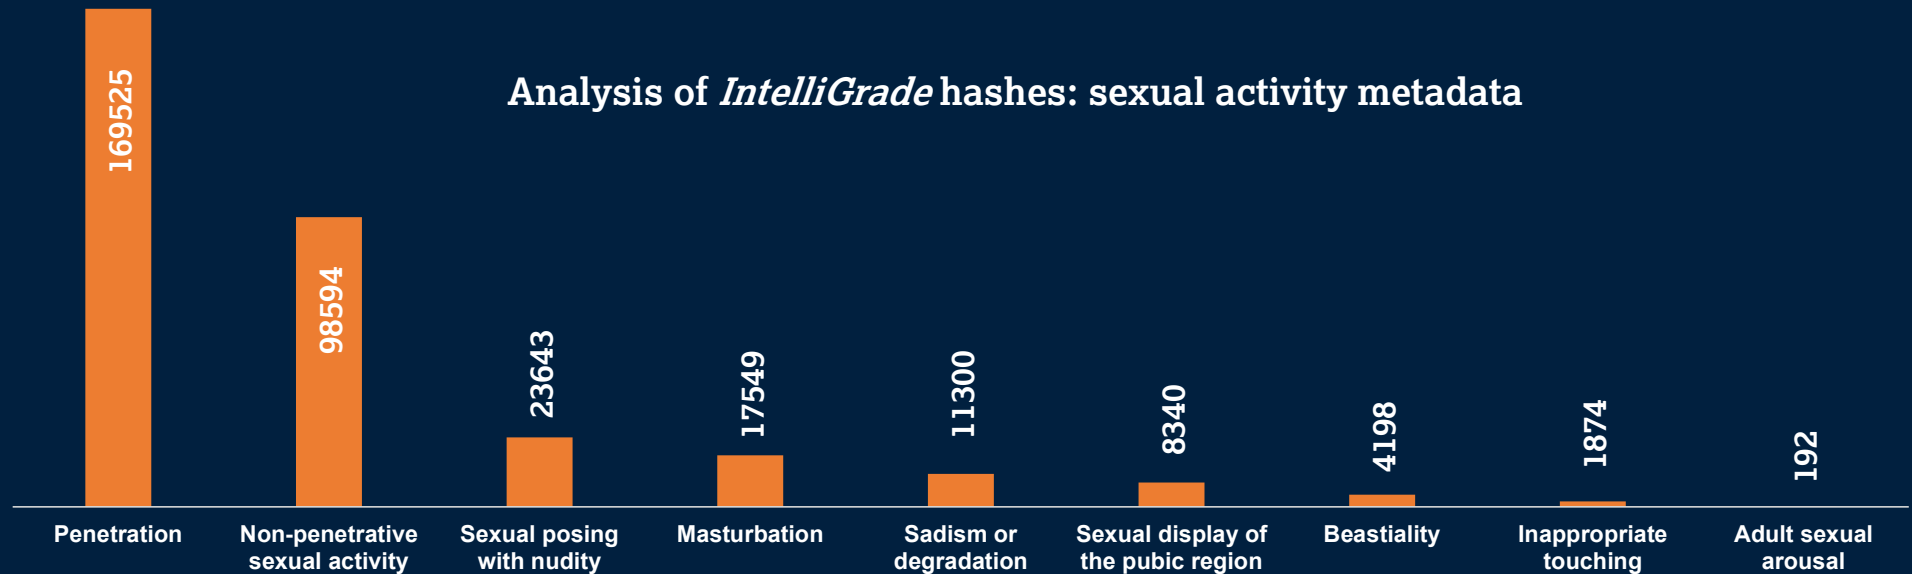 Analysis of IntelliGrade hashes: sexual activity metadata
169525
98594
23643
17549
11300
8340
4198
1874
192
Penetration
Non-penetrative
sexual activity
Sexual posing
with nudity
Masturbation
Sadism or
degradation
Sexual display of
the pubic region
Beastiality
Inappropriate
touching
Adult sexual
arousal